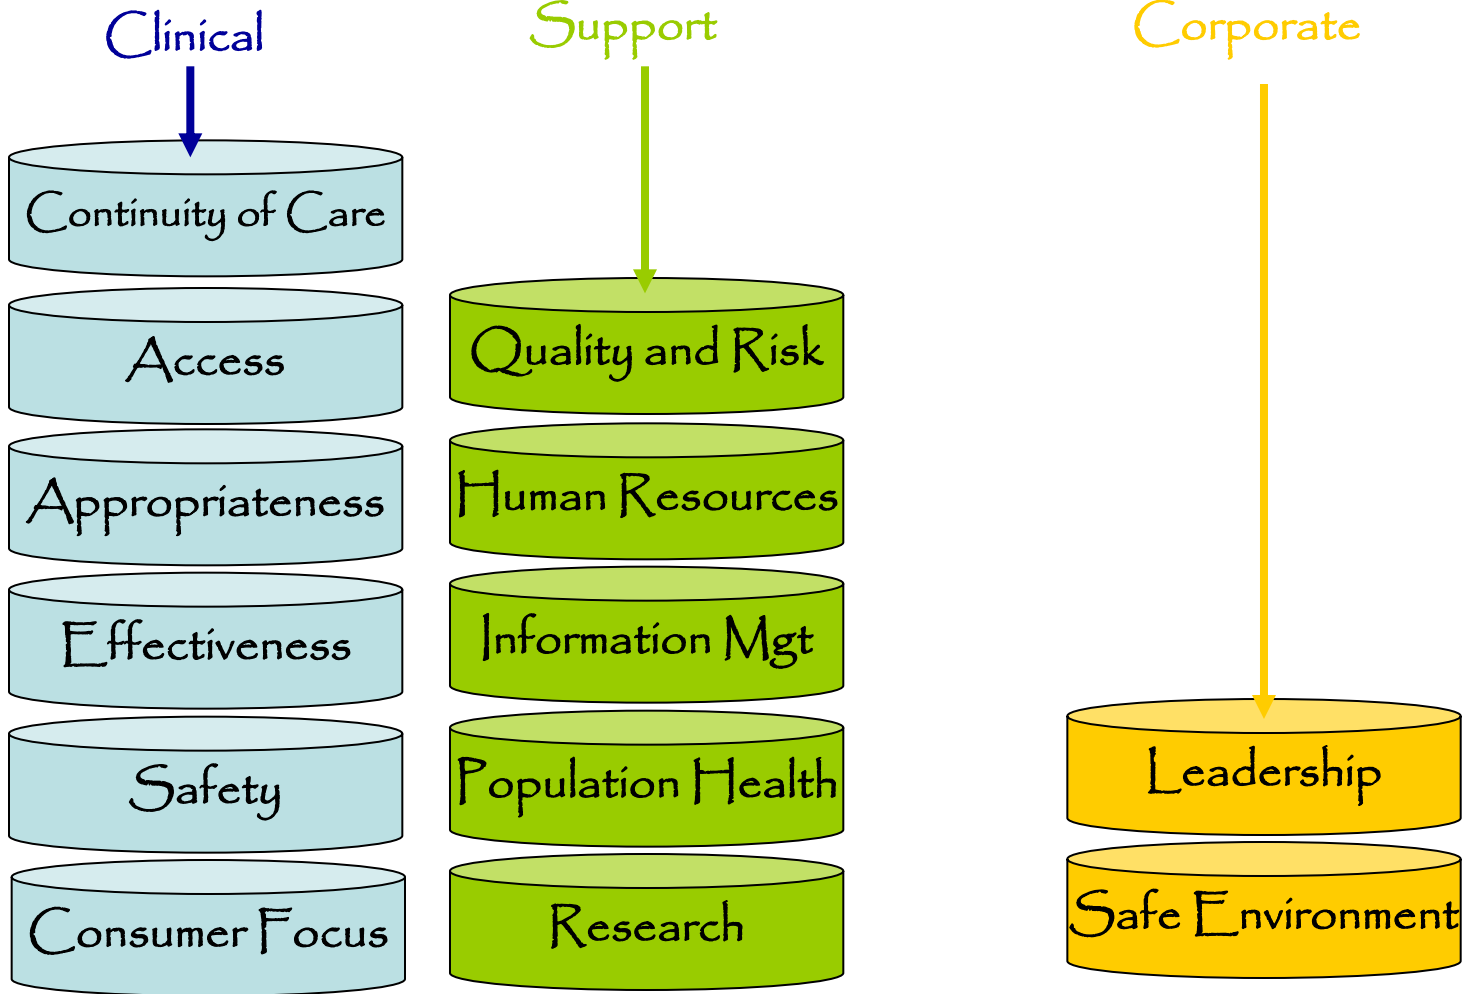 Clinical
Continuity of Care
Access
Appropriateness
Effectiveness
Safety
Consumer Focus
Support
Quality and Risk
Human Resources
Information Mgt
Population Health
Research
Corporate
Leadership
Safe Environment